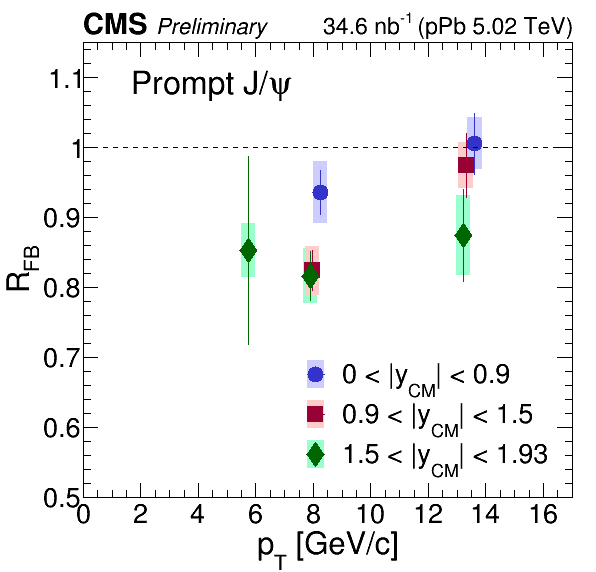 CMS Preliminary 34.6 nb⁻¹ (pPb 5.02 TeV)
Prompt J/ψ
R_FB
1.1
1
0.9
0.8
0.7
0.6
0.5
0 < |y_CM| < 0.9
0.9 < |y_CM| < 1.5
1.5 < |y_CM| < 1.93
0 2 4 6 8 10 12 14 16
p_T [GeV/c]